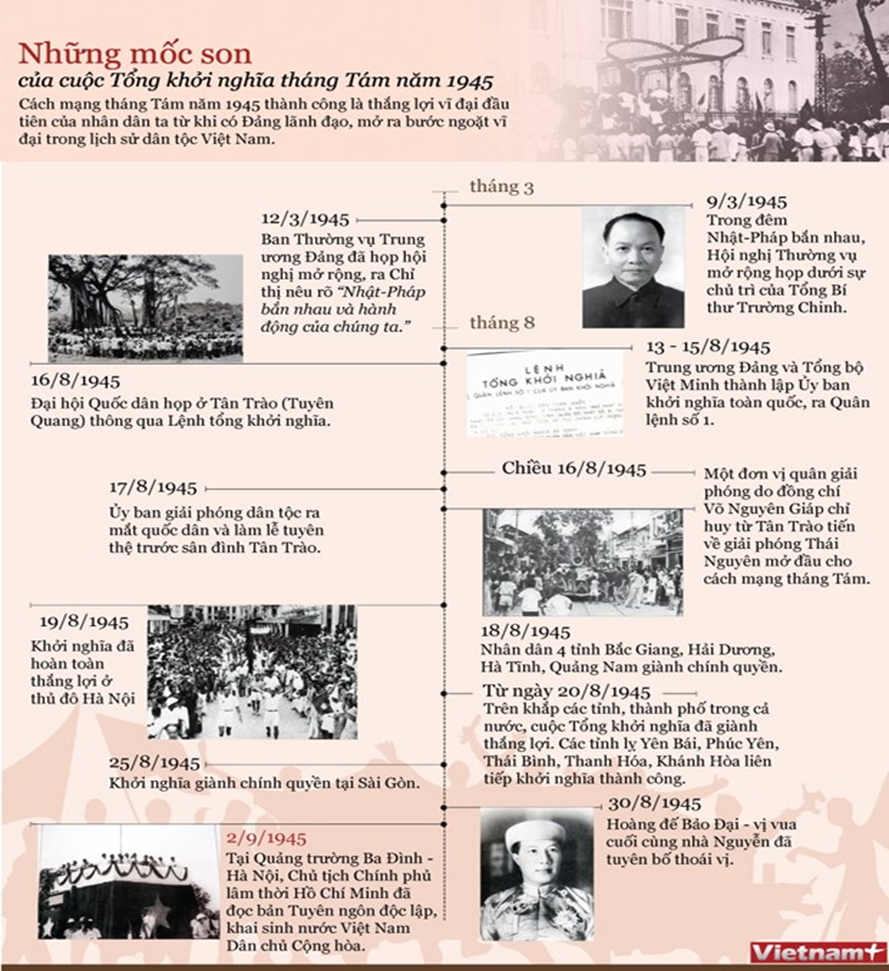 Những mốc son
của cuộc Tổng khởi nghĩa tháng Tám năm 1945
Cách mạng tháng Tám năm 1945 thành công là thắng lợi vĩ đại đầu
tiên của nhân dân ta từ khi có Đảng lãnh đạo, mở ra bước ngoặt vĩ
đại trong lịch sử dân tộc Việt Nam.
tháng 3
9/3/1945
Trong đêm
Nhật-Pháp bắn nhau,
Hội nghị Thường vụ
mở rộng họp dưới sự
chủ trì của Tổng Bí
thư Trường Chinh.
12/3/1945
Ban Thường vụ Trung
ương Đảng đã họp hội
nghị mở rộng, ra Chỉ
thị nêu rõ “Nhật-Pháp
bắn nhau và hành
động của chúng ta.”
tháng 8
13 - 15/8/1945
Trung ương Đảng và Tổng bộ
Việt Minh thành lập Ủy ban
khởi nghĩa toàn quốc, ra Quân
lệnh số 1.
LỆNH
TỔNG KHỞI NGHĨA
16/8/1945
Đại hội Quốc dân họp ở Tân Trào (Tuyên
Quang) thông qua Lệnh tổng khởi nghĩa.
Chiều 16/8/1945
Một đơn vị quân giải
phóng do đồng chí
Võ Nguyên Giáp chỉ
huy từ Tân Trào tiến
về giải phóng Thái
Nguyên mở đầu cho
cách mạng tháng Tám.
17/8/1945
Ủy ban giải phóng dân tộc ra
mắt quốc dân và làm lễ tuyên
thệ trước sân đình Tân Trào.
18/8/1945
Nhân dân 4 tỉnh Bắc Giang, Hải Dương,
Hà Tĩnh, Quảng Nam giành chính quyền.
19/8/1945
Khởi nghĩa đã
hoàn toàn
thắng lợi ở
thủ đô Hà Nội
Từ ngày 20/8/1945
Trên khắp các tỉnh, thành phố trong cả
nước, cuộc Tổng khởi nghĩa đã giành
thắng lợi. Các tỉnh lỵ Yên Bái, Phúc Yên,
Thái Bình, Thanh Hóa, Khánh Hòa liên
tiếp khởi nghĩa thành công.
25/8/1945
Khởi nghĩa giành chính quyền tại Sài Gòn.
30/8/1945
Hoàng đế Bảo Đại - vị vua
cuối cùng nhà Nguyễn đã
tuyên bố thoái vị.
2/9/1945
Tại Quảng trường Ba Đình -
Hà Nội, Chủ tịch Chính phủ
lâm thời Hồ Chí Minh đã
đọc bản Tuyên ngôn độc lập,
khai sinh nước Việt Nam
Dân chủ Cộng hòa.
Vietnam+